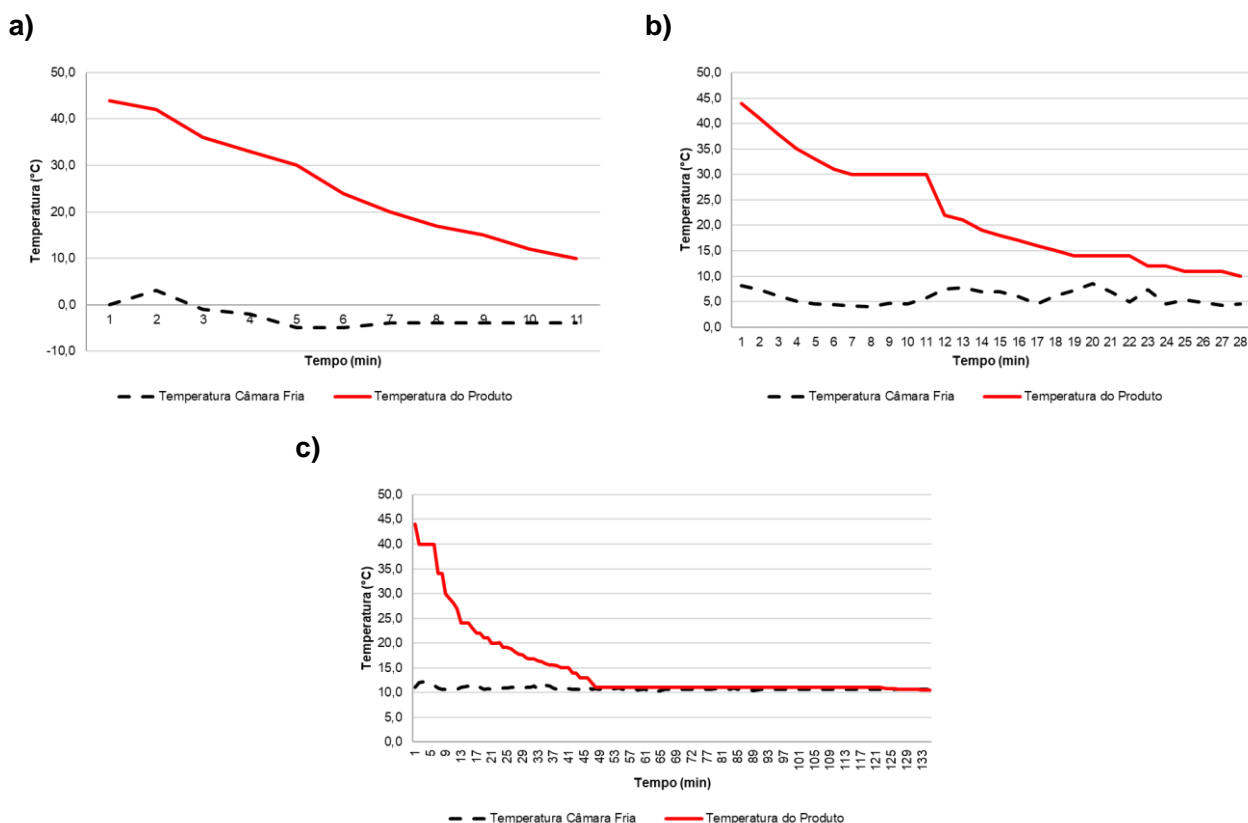 a)
50,0
40,0
30,0
20,0
10,0
0,0
-10,0
Temperatura (°C)
1 2 3 4 5 6 7 8 9 10 11
Tempo (min)
Temperatura Câmara Fria Temperatura do Produto
b)
50,0
45,0
40,0
35,0
30,0
25,0
20,0
15,0
10,0
5,0
0,0
Temperatura (°C)
1 2 3 4 5 6 7 8 9 10 11 12 13 14 15 16 17 18 19 20 21 22 23 24 25 26 27 28
Tempo (min)
Temperatura Câmara Fria Temperatura do Produto
c)
50,0
45,0
40,0
35,0
30,0
25,0
20,0
15,0
10,0
5,0
0,0
Temperatura (°C)
1 5 9 13 17 21 25 29 33 37 41 45 49 53 57 61 65 69 73 77 81 85 89 93 97 101 105 109 113 117 121 125 129 133
Tempo (min)
Temperatura Câmara Fria Temperatura do Produto